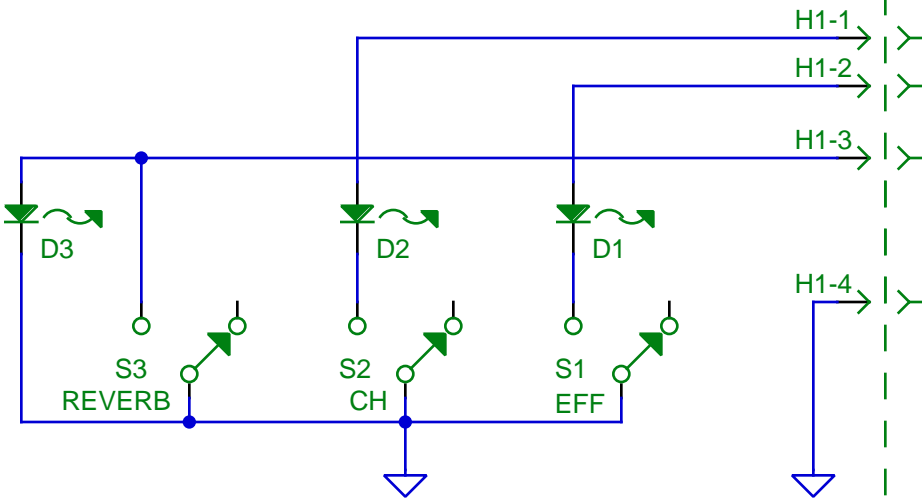 H1-1
H1-2
H1-3
D3
D2
D1
H1-4
S3
S2
S1
REVERB
CH
EFF